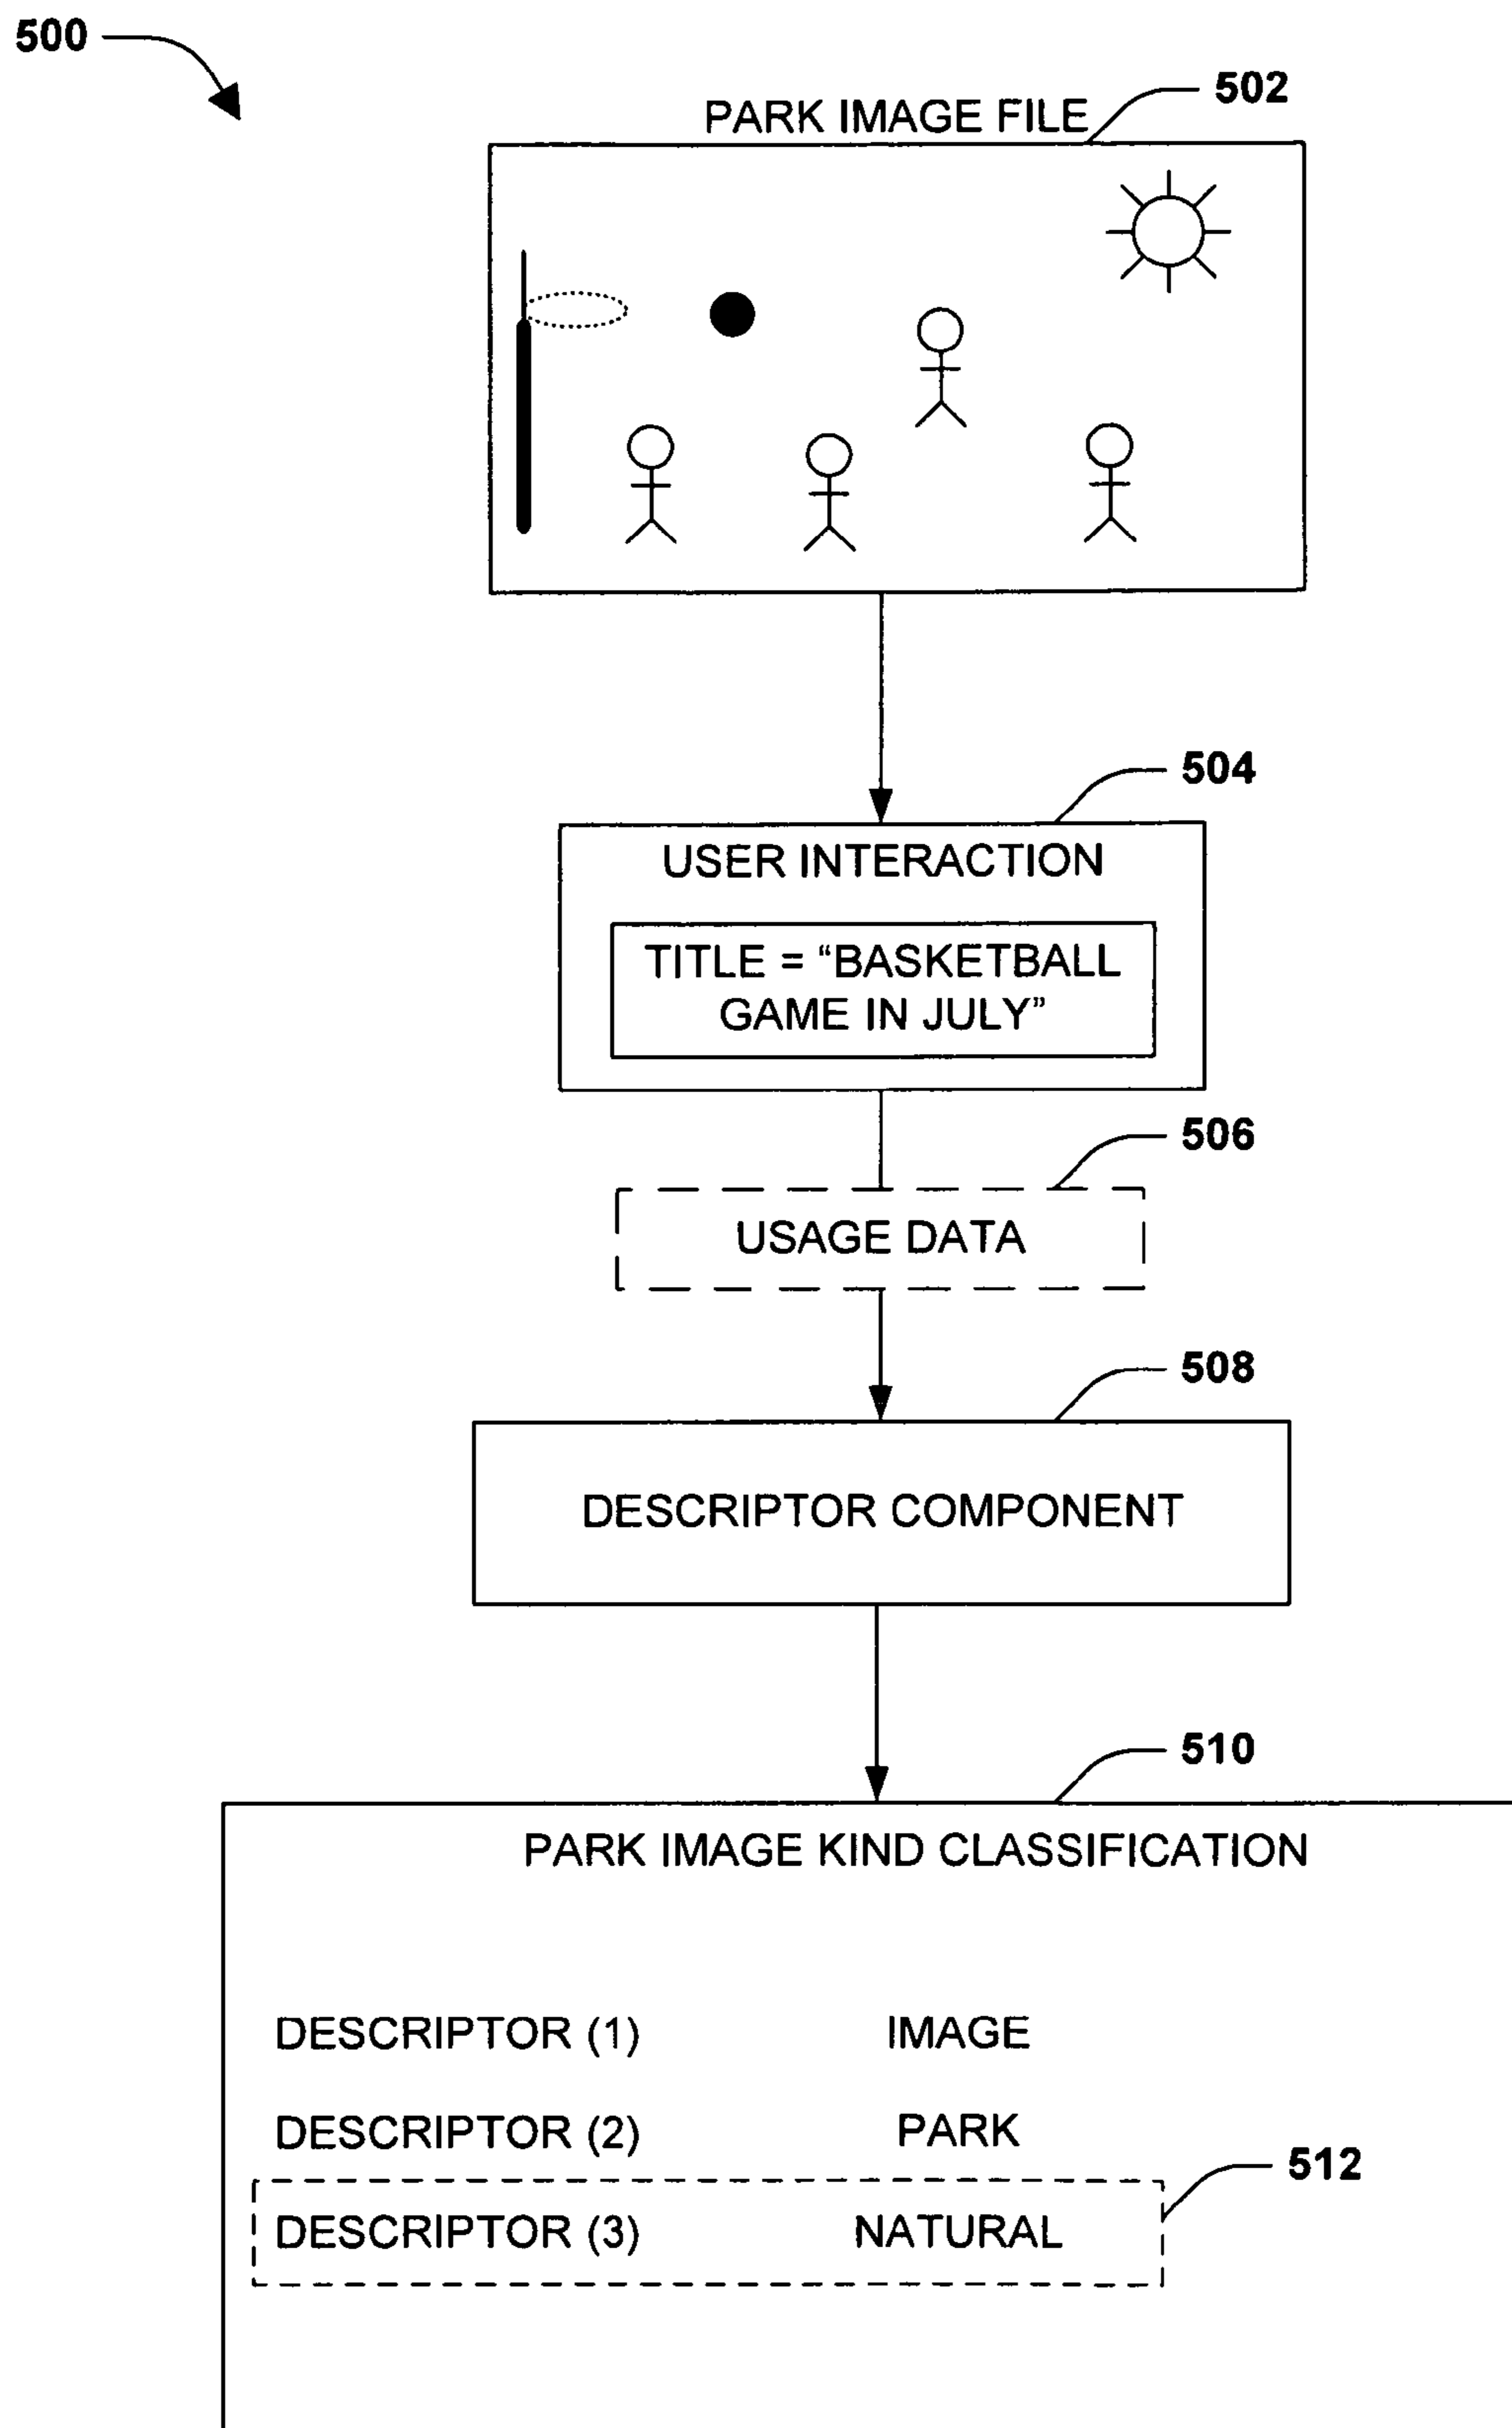 500
502
PARK IMAGE FILE
504
USER INTERACTION
TITLE = “BASKETBALL
GAME IN JULY”
506
USAGE DATA
508
DESCRIPTOR COMPONENT
510
PARK IMAGE KIND CLASSIFICATION
DESCRIPTOR (1) IMAGE
DESCRIPTOR (2) PARK
512
DESCRIPTOR (3) NATURAL